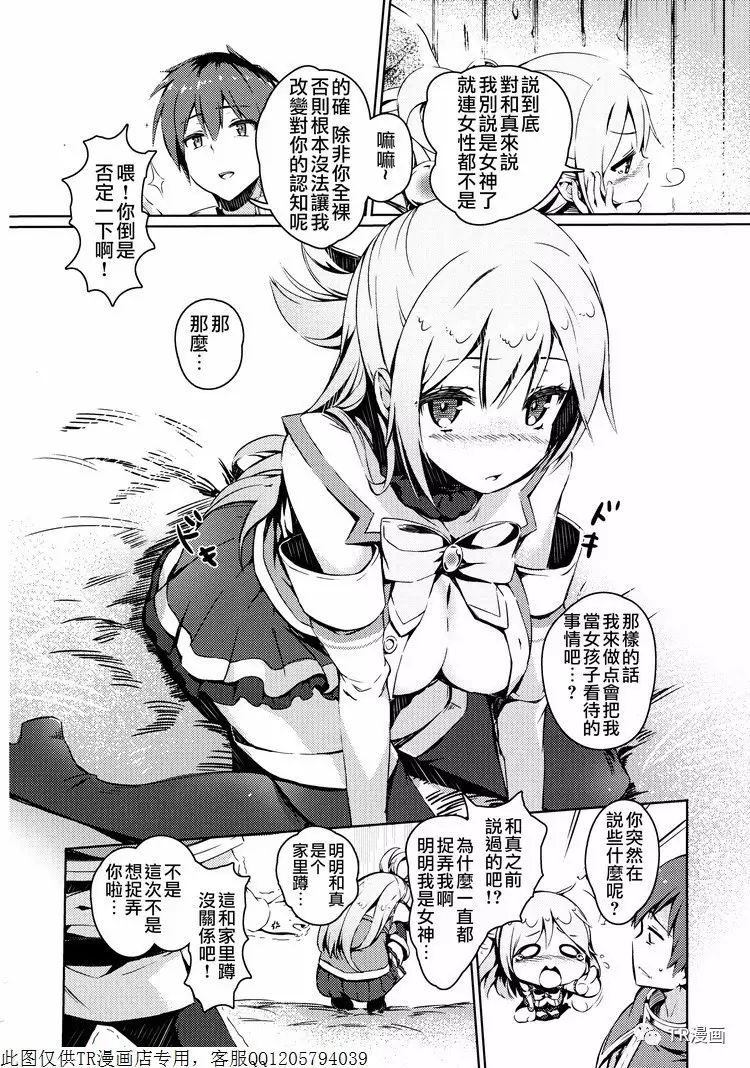 説到底
對和真來説
我別說是女神了
就連女性都不是
嘛嘛~
的確 除非你全裸
否則根本沒法讓我
改變對你的認知呢
喂！你倒是
否定一下啊！
那
那麼…
ドキ
ドキ
那樣的話
我來做点會把我
當女孩子看待的
事情吧…？
你突然在
説些什麼呢？
和真之前
説過的吧!?
為什麼一直都
捉弄我啊
明明我是女神…
明明和真
是个
家里蹲
這和家里蹲
沒關係吧！
不是
這次不是
想捉弄
你啦…
TR漫画
此图仅供TR漫画店专用，客服QQ1205794039